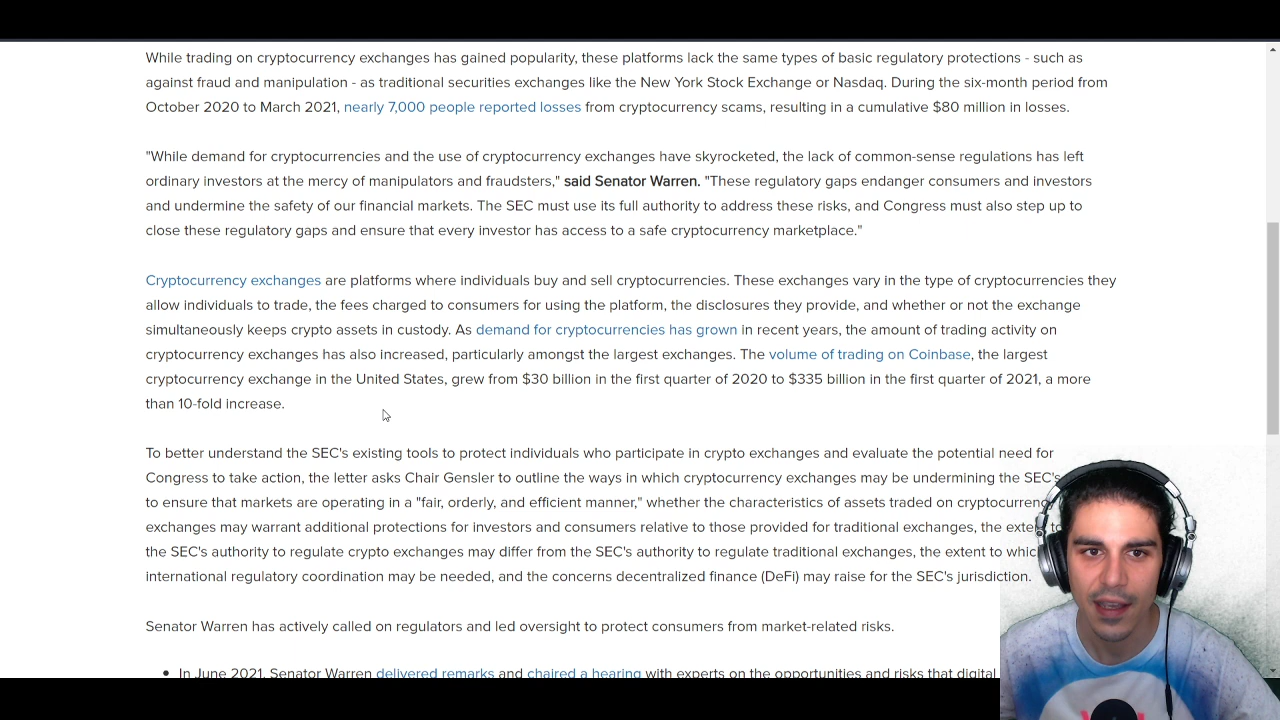 While trading on cryptocurrency exchanges has gained popularity, these platforms lack the same types of basic regulatory protections - such as
against fraud and manipulation - as traditional securities exchanges like the New York Stock Exchange or Nasdaq. During the six-month period from
October 2020 to March 2021, nearly 7,000 people reported losses from cryptocurrency scams, resulting in a cumulative $80 million in losses.
"While demand for cryptocurrencies and the use of cryptocurrency exchanges have skyrocketed, the lack of common-sense regulations has left
ordinary investors at the mercy of manipulators and fraudsters," said Senator Warren. "These regulatory gaps endanger consumers and investors
and undermine the safety of our financial markets. The SEC must use its full authority to address these risks, and Congress must also step up to
close these regulatory gaps and ensure that every investor has access to a safe cryptocurrency marketplace."
Cryptocurrency exchanges are platforms where individuals buy and sell cryptocurrencies. These exchanges vary in the type of cryptocurrencies they
allow individuals to trade, the fees charged to consumers for using the platform, the disclosures they provide, and whether or not the exchange
simultaneously keeps crypto assets in custody. As demand for cryptocurrencies has grown in recent years, the amount of trading activity on
cryptocurrency exchanges has also increased, particularly amongst the largest exchanges. The volume of trading on Coinbase, the largest
cryptocurrency exchange in the United States, grew from $30 billion in the first quarter of 2020 to $335 billion in the first quarter of 2021, a more
than 10-fold increase.
To better understand the SEC's existing tools to protect individuals who participate in crypto exchanges and evaluate the potential need for
Congress to take action, the letter asks Chair Gensler to outline the ways in which cryptocurrency exchanges may be undermining the SEC's
to ensure that markets are operating in a "fair, orderly, and efficient manner," whether the characteristics of assets traded on cryptocurrenc
exchanges may warrant additional protections for investors and consumers relative to those provided for traditional exchanges, the extent to
the SEC's authority to regulate crypto exchanges may differ from the SEC's authority to regulate traditional exchanges, the extent to whic
international regulatory coordination may be needed, and the concerns decentralized finance (DeFi) may raise for the SEC's jurisdiction.
Senator Warren has actively called on regulators and led oversight to protect consumers from market-related risks.
• In June 2021, Senator Warren delivered remarks and chaired a hearing with experts on the opportunities and risks that digital